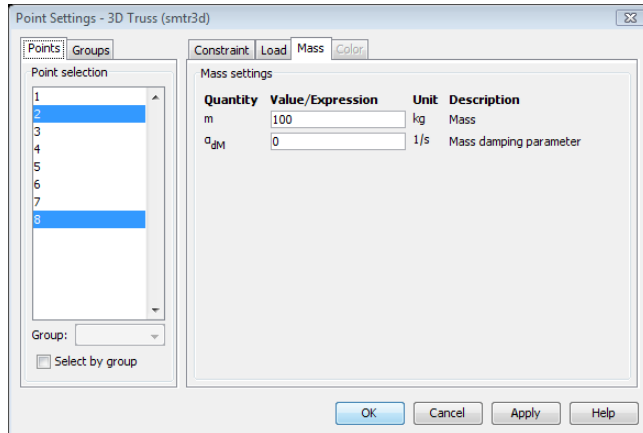 Point Settings - 3D Truss (smtr3d)
Points Groups
Point selection
1
2
3
4
5
6
7
8
Group:
Select by group
Constraint Load Mass Color
Mass settings
Quantity Value/Expression Unit Description
m 100 kg Mass
α_dM 0 1/s Mass damping parameter
OK Cancel Apply Help